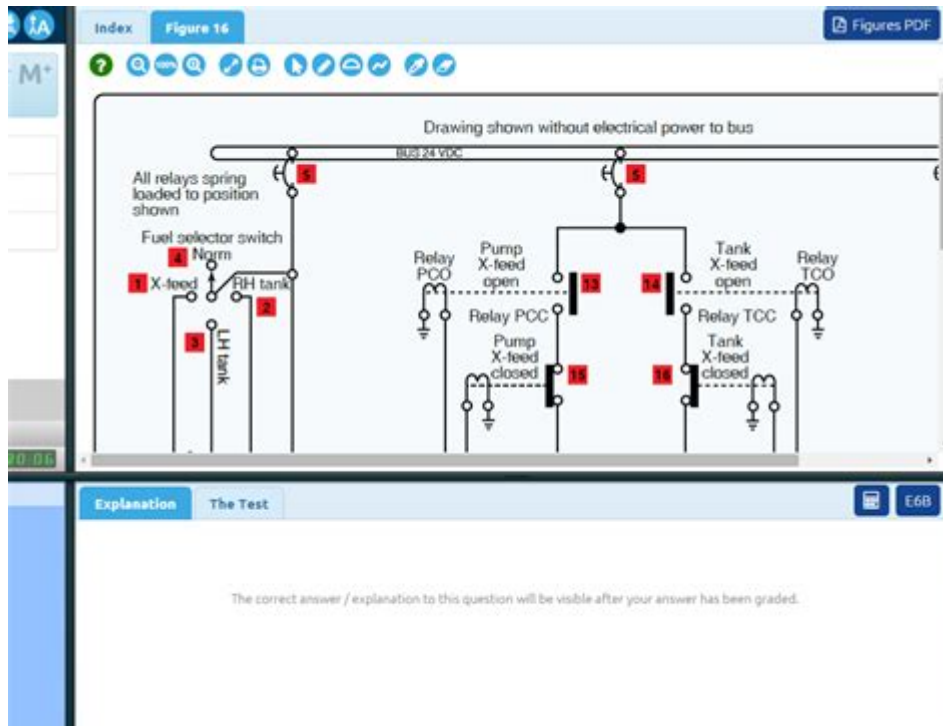 A
Index
Figure 16
Figures PDF
M+
?
100%
Drawing shown without electrical power to bus
BUS 24 VDC
5
5
All relays spring
loaded to position
shown
Fuel selector switch
4
Norm
1
X-feed
RH tank
2
3
LH tank
Relay
PCO
Pump
X-feed
open
13
14
Tank
X-feed
open
Relay
TCO
Relay PCC
Relay TCC
Pump
X-feed
closed
15
16
Tank
X-feed
closed
20:06
Explanation
The Test
E6B
The correct answer / explanation to this question will be visible after your answer has been graded.